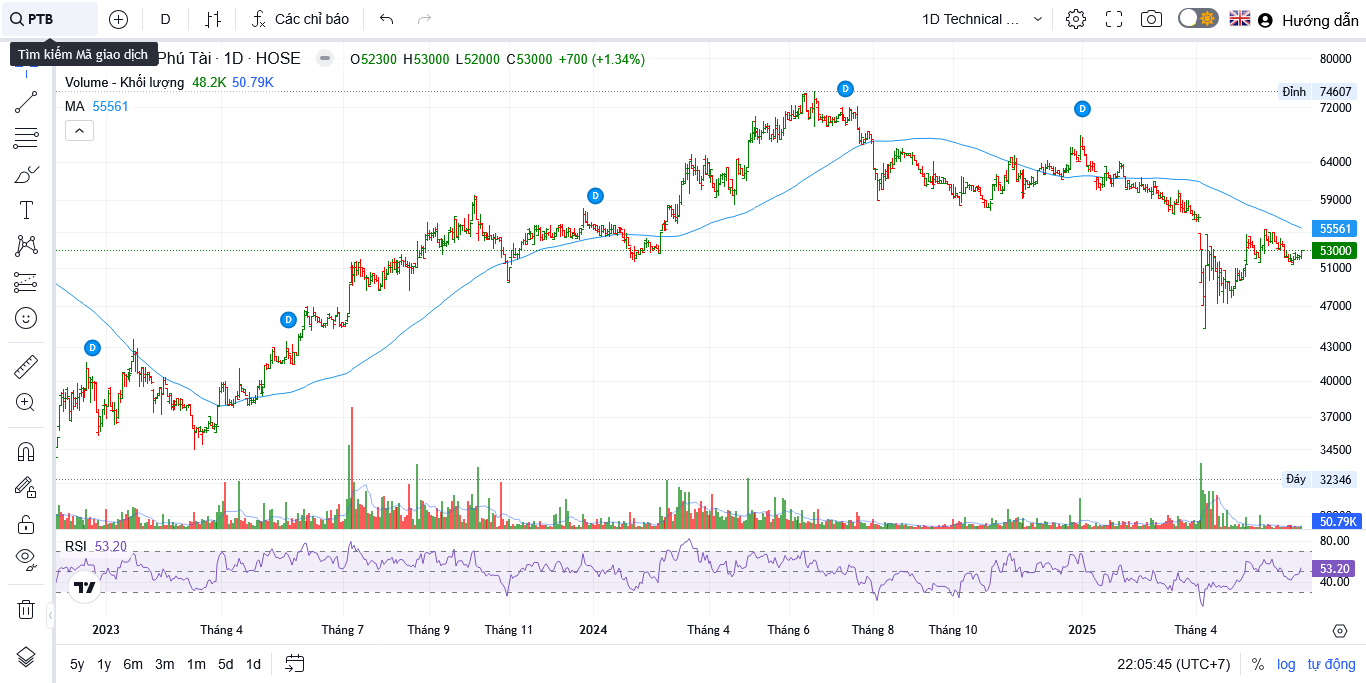 PTB
D
Các chỉ báo
1D Technical ...
Hướng dẫn
Tìm kiếm Mã giao dịch
Phú Tài · 1D · HOSE
O52300 H53000 L52000 C53000 +700 (+1.34%)
Volume - Khối lượng 48.2K 50.79K
MA 55561
80000
Đỉnh 74607
72000
64000
59000
55561
53000
51000
47000
43000
40000
37000
34500
Đáy 32346
50.79K
D
D
D
D
D
RSI 53.20
80.00
53.20
40.00
2023 Tháng 4 Tháng 7 Tháng 9 Tháng 11 2024 Tháng 4 Tháng 6 Tháng 8 Tháng 10 2025 Tháng 4
5y 1y 6m 3m 1m 5d 1d
22:05:45 (UTC+7) % log tự động